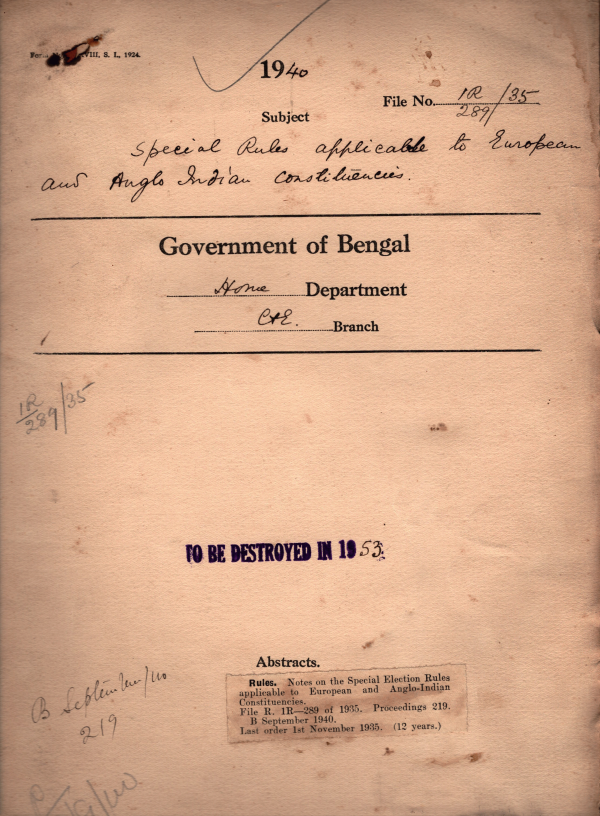 VIII, S. L., 1924.
1940
File No. 1R/289/35
Subject
Special Rules applicable to European
and Anglo Indian Constituencies.
Government of Bengal
Home Department
C&E. Branch
1R/289/35
TO BE DESTROYED IN 1953.
B September/40
219
Abstracts.
Rules. Notes on the Special Election Rules
applicable to European and Anglo-Indian
Constituencies.
File R. 1R—289 of 1935. Proceedings 219.
B September 1940.
Last order 1st November 1935. (12 years.)